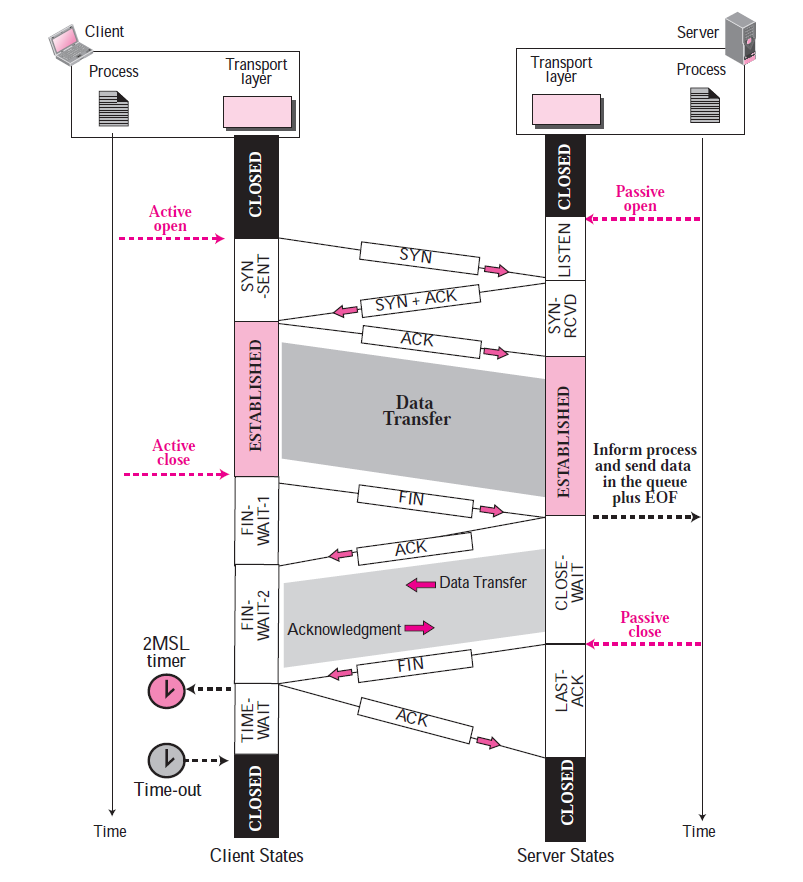 Client
Server
Process
Transport
layer
Transport
layer
Process
CLOSED
CLOSED
Active
open
Passive
open
SYN
-SENT
SYN
LISTEN
SYN + ACK
SYN-
RCVD
ACK
ESTABLISHED
Data
Transfer
ESTABLISHED
Active
close
Inform process
and send data
in the queue
plus EOF
FIN-
WAIT-1
FIN
ACK
CLOSE-
WAIT
FIN-
WAIT-2
Data Transfer
Acknowledgment
Passive
close
2MSL
timer
FIN
LAST-
ACK
TIME-
WAIT
ACK
Time-out
CLOSED
CLOSED
Time
Time
Client States
Server States